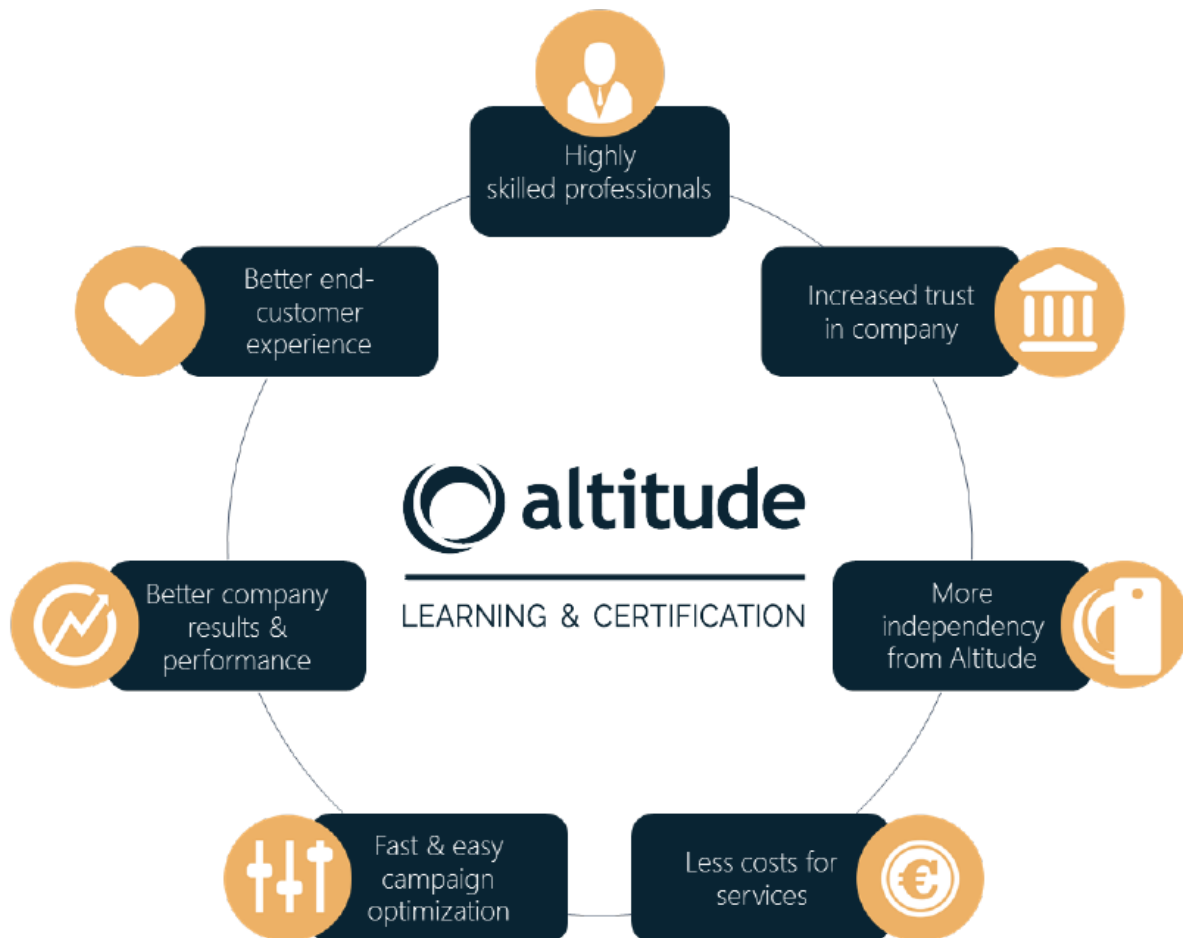 Highly
skilled professionals
Increased trust
in company
More
independency
from Altitude
Less costs for
services
€
Fast & easy
campaign
optimization
Better company
results &
performance
Better end-
customer
experience
altitude
LEARNING & CERTIFICATION